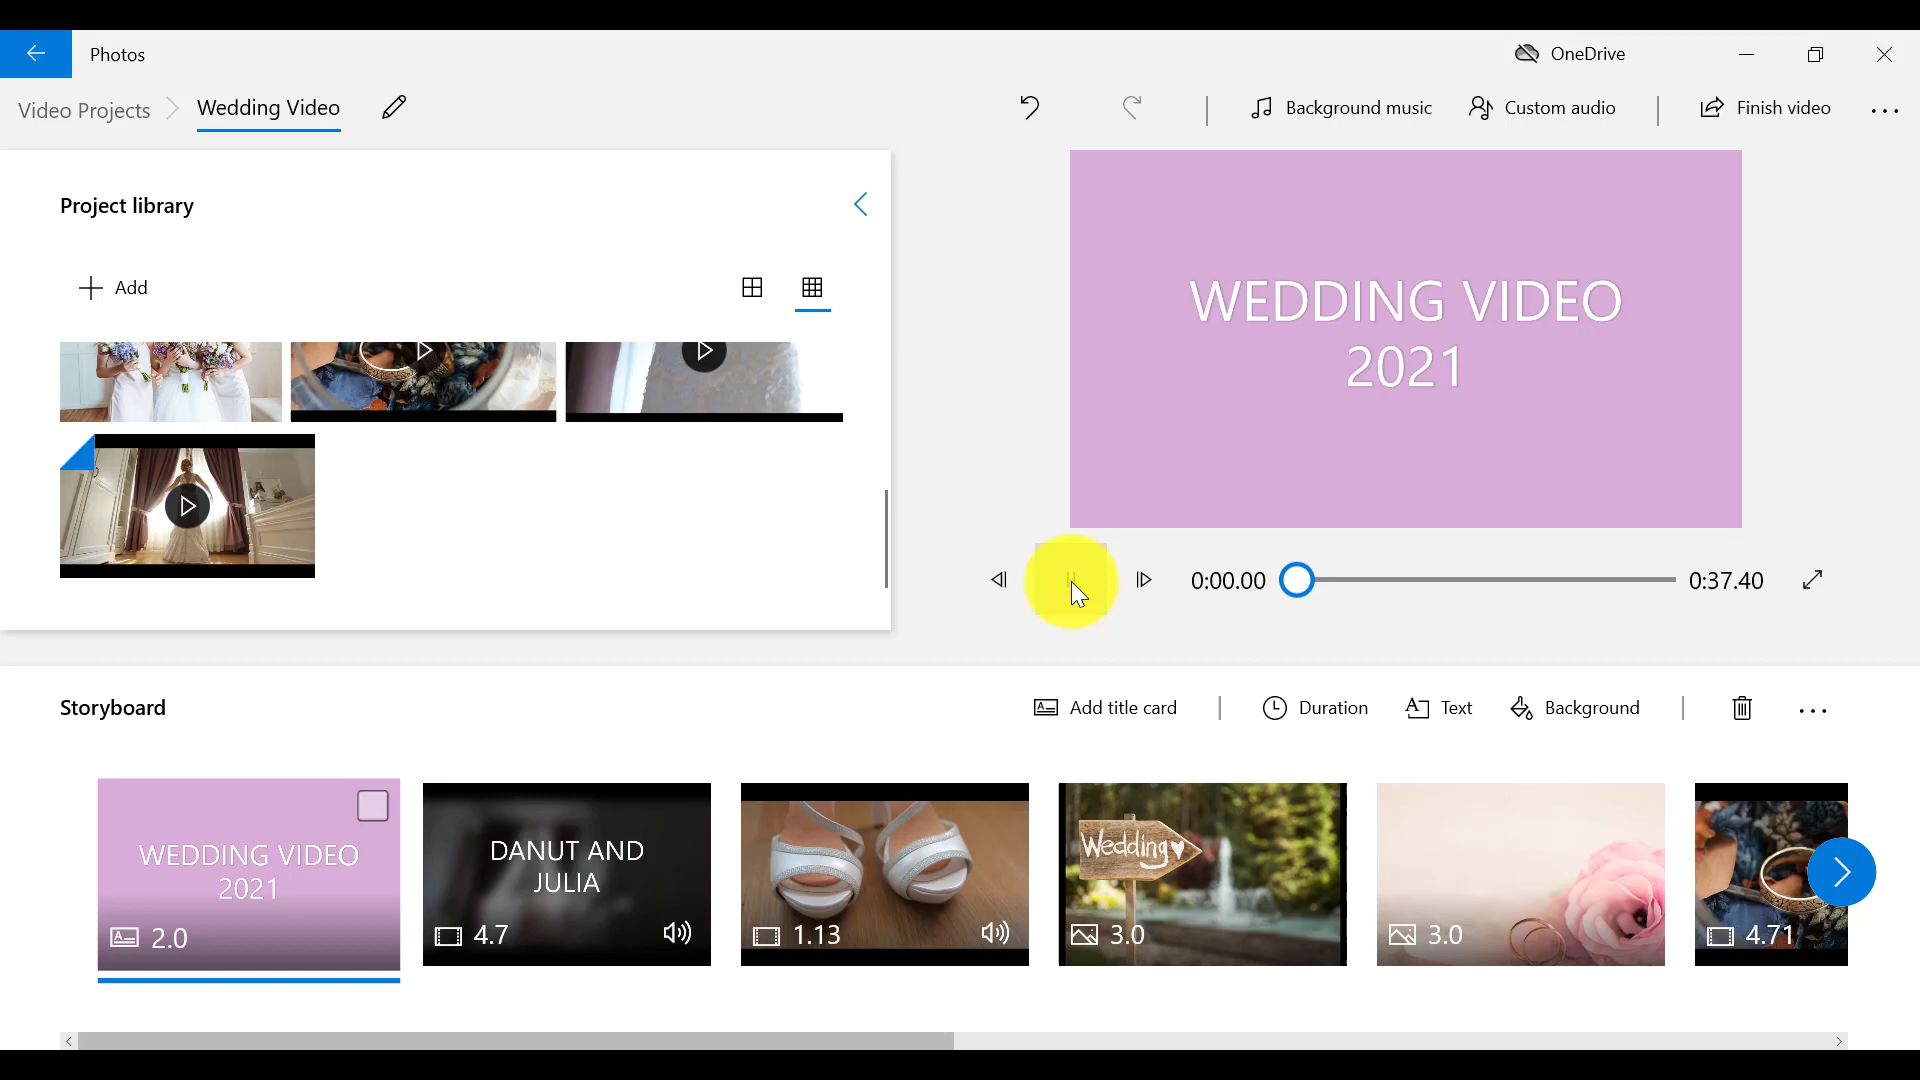 Photos
OneDrive
Video Projects
Wedding Video
Background music
Custom audio
Finish video
Project library
Add
WEDDING VIDEO
2021
0:00.00
0:37.40
Storyboard
Add title card
Duration
Text
Background
WEDDING VIDEO
2021
2.0
DANUT AND
JULIA
4.7
1.13
Wedding
3.0
3.0
4.71